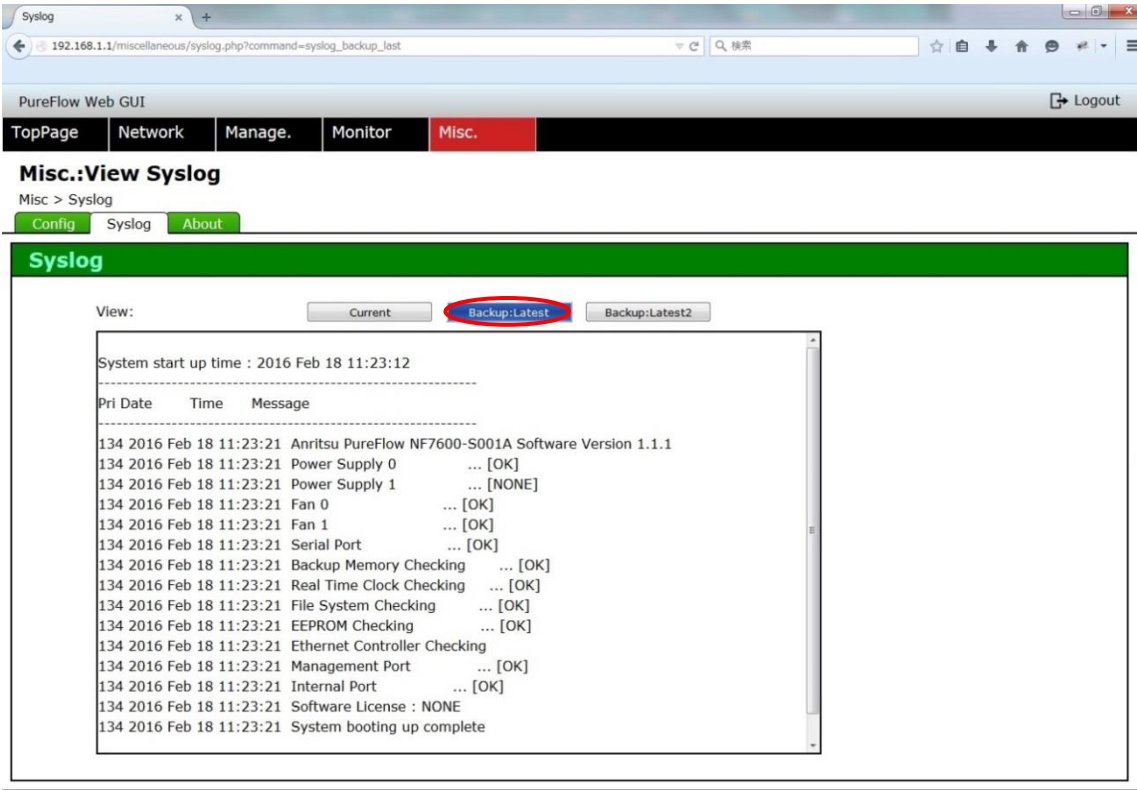 Syslog
192.168.1.1/miscellaneous/syslog.php?command=syslog_backup_last
検索
PureFlow Web GUI
Logout
TopPage Network Manage. Monitor Misc.
Misc.:View Syslog
Misc > Syslog
Config Syslog About
Syslog
View: Current Backup:Latest Backup:Latest2
System start up time : 2016 Feb 18 11:23:12
---------------------------------------------------------------
Pri Date Time Message
---------------------------------------------------------------
134 2016 Feb 18 11:23:21 Anritsu PureFlow NF7600-S001A Software Version 1.1.1
134 2016 Feb 18 11:23:21 Power Supply 0 ... [OK]
134 2016 Feb 18 11:23:21 Power Supply 1 ... [NONE]
134 2016 Feb 18 11:23:21 Fan 0 ... [OK]
134 2016 Feb 18 11:23:21 Fan 1 ... [OK]
134 2016 Feb 18 11:23:21 Serial Port ... [OK]
134 2016 Feb 18 11:23:21 Backup Memory Checking ... [OK]
134 2016 Feb 18 11:23:21 Real Time Clock Checking ... [OK]
134 2016 Feb 18 11:23:21 File System Checking ... [OK]
134 2016 Feb 18 11:23:21 EEPROM Checking ... [OK]
134 2016 Feb 18 11:23:21 Ethernet Controller Checking
134 2016 Feb 18 11:23:21 Management Port ... [OK]
134 2016 Feb 18 11:23:21 Internal Port ... [OK]
134 2016 Feb 18 11:23:21 Software License : NONE
134 2016 Feb 18 11:23:21 System booting up complete